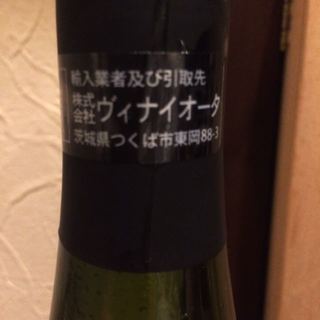 輸入業者及び引取先
株式会社ヴィナイオータ
茨城県つくば市東岡88-3